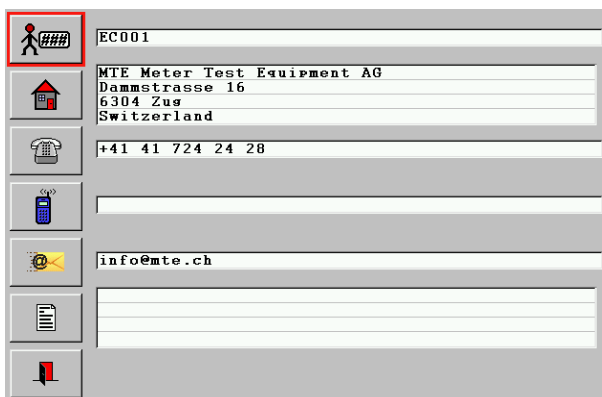 ###
EC001
MTE Meter Test Equipment AG
Dammstrasse 16
6304 Zug
Switzerland
+41 41 724 24 28
@
info@mte.ch